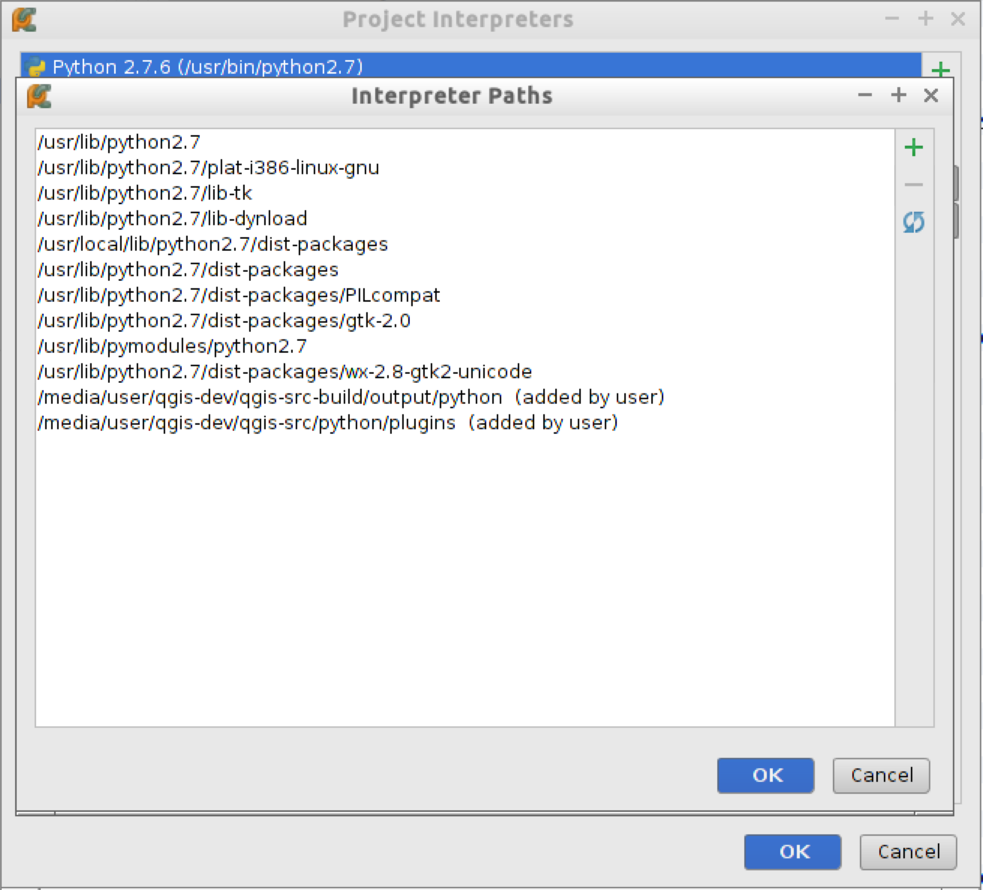 Project Interpreters
Python 2.7.6 (/usr/bin/python2.7)
Interpreter Paths
/usr/lib/python2.7
/usr/lib/python2.7/plat-i386-linux-gnu
/usr/lib/python2.7/lib-tk
/usr/lib/python2.7/lib-dynload
/usr/local/lib/python2.7/dist-packages
/usr/lib/python2.7/dist-packages
/usr/lib/python2.7/dist-packages/PILcompat
/usr/lib/python2.7/dist-packages/gtk-2.0
/usr/lib/pymodules/python2.7
/usr/lib/python2.7/dist-packages/wx-2.8-gtk2-unicode
/media/user/qgis-dev/qgis-src-build/output/python  (added by user)
/media/user/qgis-dev/qgis-src/python/plugins  (added by user)
OK Cancel
OK Cancel